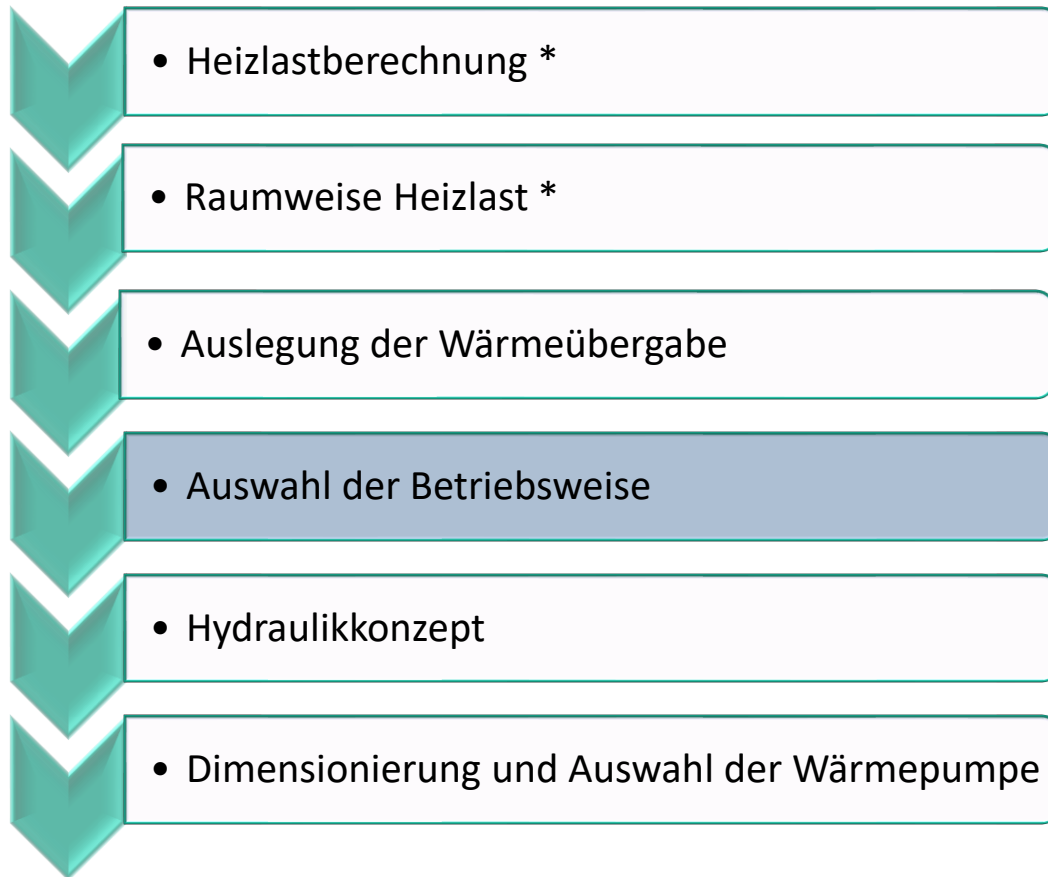 • Heizlastberechnung *
• Raumweise Heizlast *
• Auslegung der Wärmeübergabe
• Auswahl der Betriebsweise
• Hydraulikkonzept
• Dimensionierung und Auswahl der Wärmepumpe